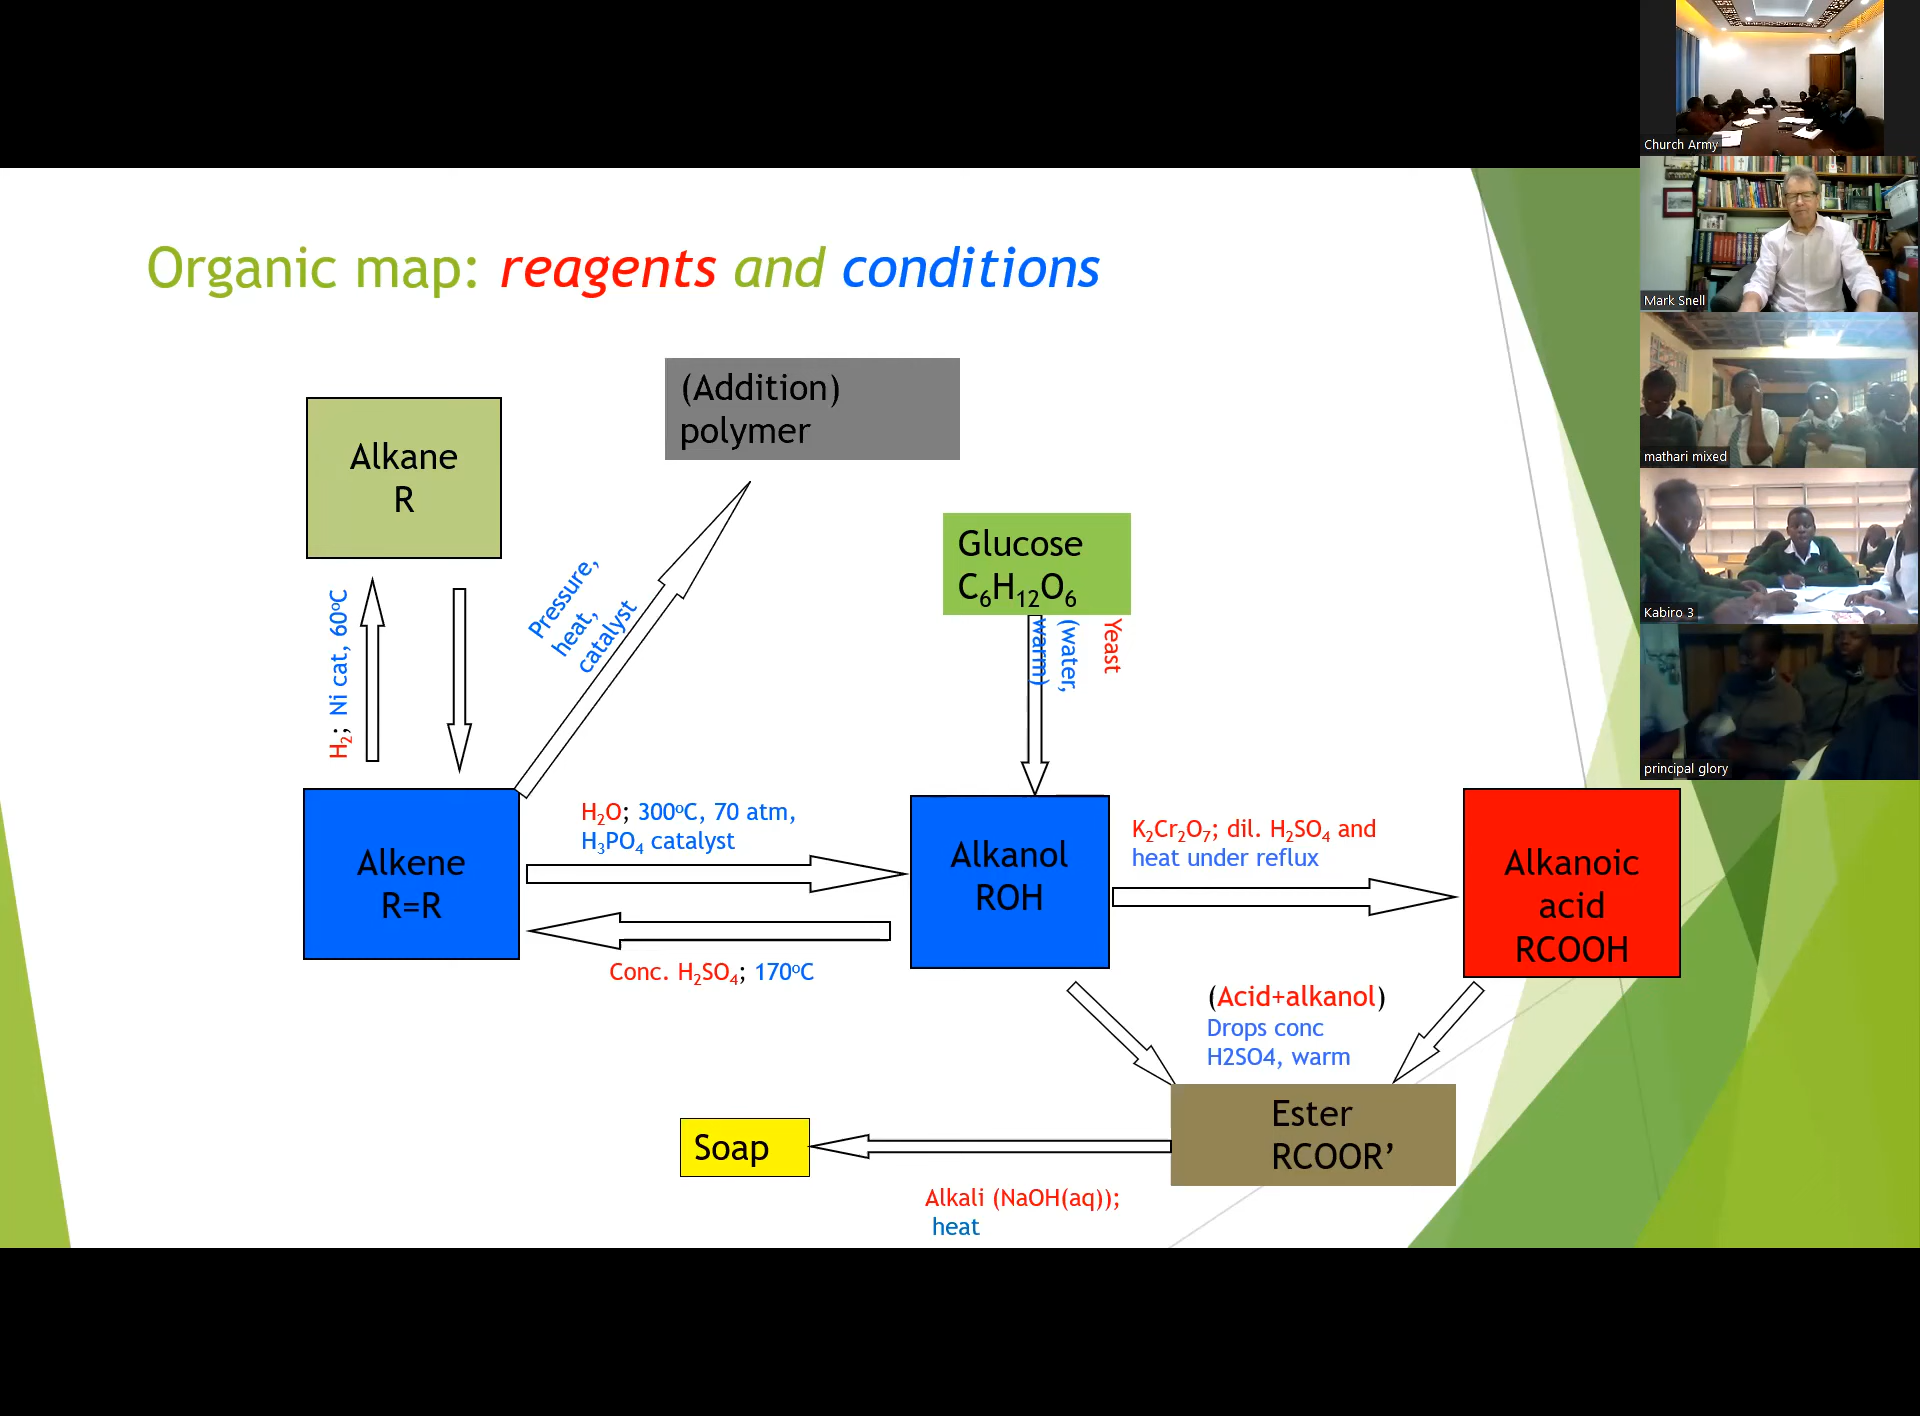 Organic map: reagents and conditions
(Addition)
polymer
Alkane
R
Glucose
C₆H₁₂O₆
Pressure,
heat,
catalyst
H₂; Ni cat, 60ºC
Yeast
(water,
warm)
H₂O; 300ºC, 70 atm,
H₃PO₄ catalyst
K₂Cr₂O₇; dil. H₂SO₄ and
heat under reflux
Alkene
R=R
Alkanol
ROH
Alkanoic
acid
RCOOH
Conc. H₂SO₄; 170ºC
(Acid+alkanol)
Drops conc
H2SO4, warm
Ester
RCOOR’
Soap
Alkali (NaOH(aq));
heat
Church Army
Mark Snell
mathari mixed
Kabiro 3
principal glory